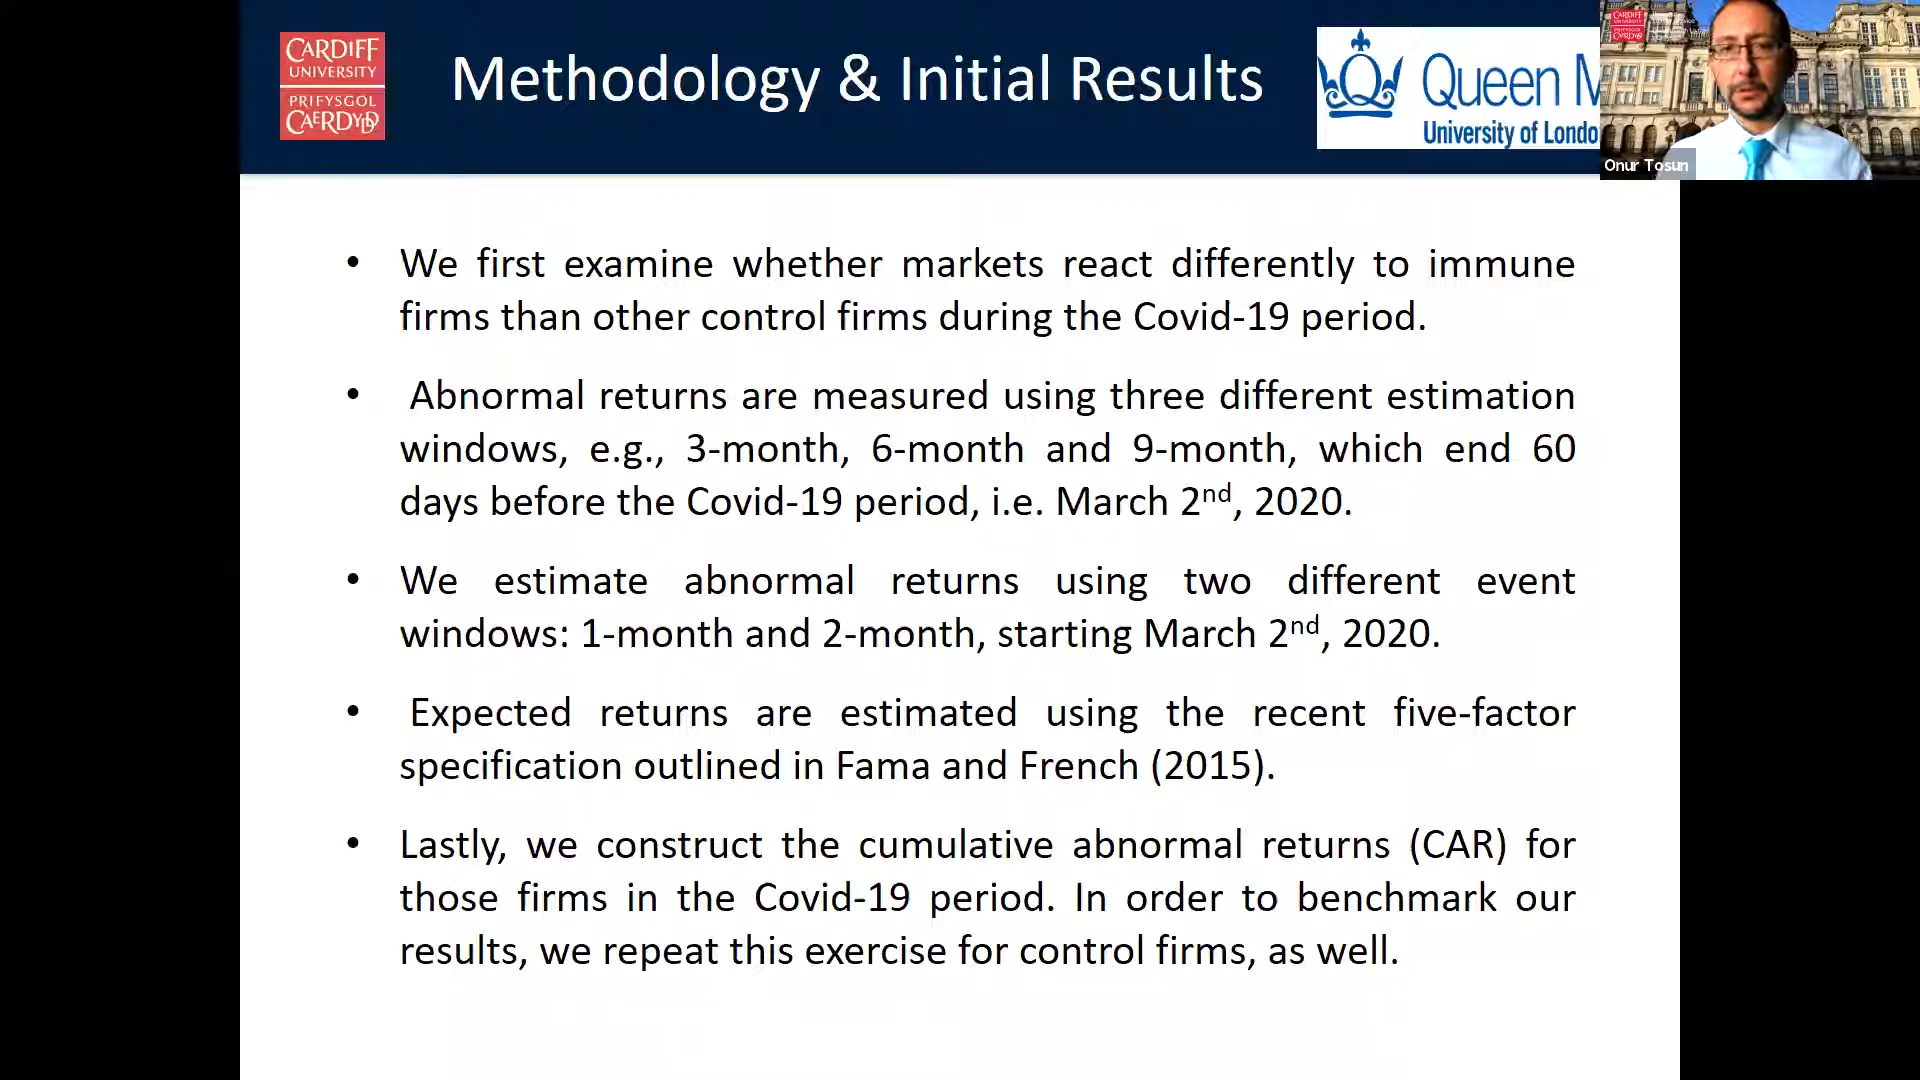 CARDIFF
UNIVERSITY
PRIFYSGOL
CAERDYD
Methodology & Initial Results
Queen M
University of Londo
CARDIFF
UNIVERSITY
PRIFYSGOL
CAERDYD
Onur Tosun
• We first examine whether markets react differently to immune
firms than other control firms during the Covid-19 period.
• Abnormal returns are measured using three different estimation
windows, e.g., 3-month, 6-month and 9-month, which end 60
days before the Covid-19 period, i.e. March 2nd, 2020.
• We estimate abnormal returns using two different event
windows: 1-month and 2-month, starting March 2nd, 2020.
• Expected returns are estimated using the recent five-factor
specification outlined in Fama and French (2015).
• Lastly, we construct the cumulative abnormal returns (CAR) for
those firms in the Covid-19 period. In order to benchmark our
results, we repeat this exercise for control firms, as well.